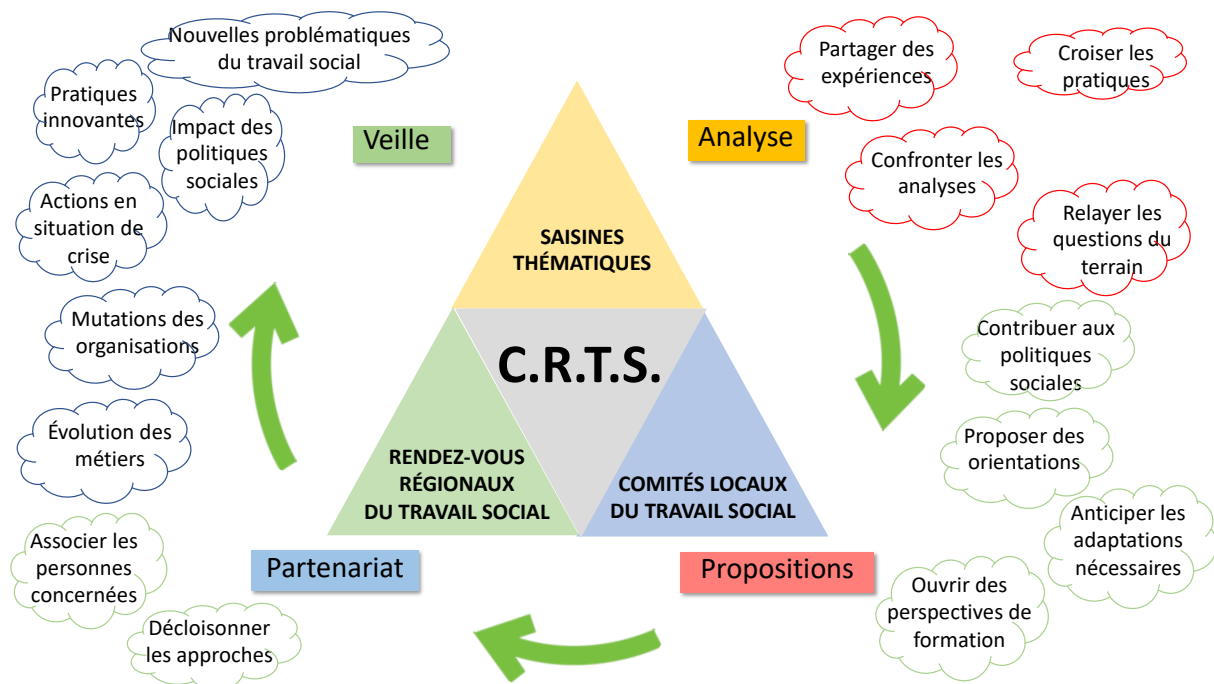 Nouvelles problématiques
du travail social
Pratiques
innovantes
Impact des
politiques
sociales
Actions en
situation de
crise
Mutations des
organisations
Évolution des
métiers
Associer les
personnes
concernées
Décloisonner
les approches
Veille
Analyse
Partenariat
Propositions
SAISINES
THÉMATIQUES
C.R.T.S.
RENDEZ-VOUS
RÉGIONAUX
DU TRAVAIL SOCIAL
COMITÉS LOCAUX
DU TRAVAIL SOCIAL
Partager des
expériences
Croiser les
pratiques
Confronter les
analyses
Relayer les
questions du
terrain
Contribuer aux
politiques
sociales
Proposer des
orientations
Anticiper les
adaptations
nécessaires
Ouvrir des
perspectives de
formation